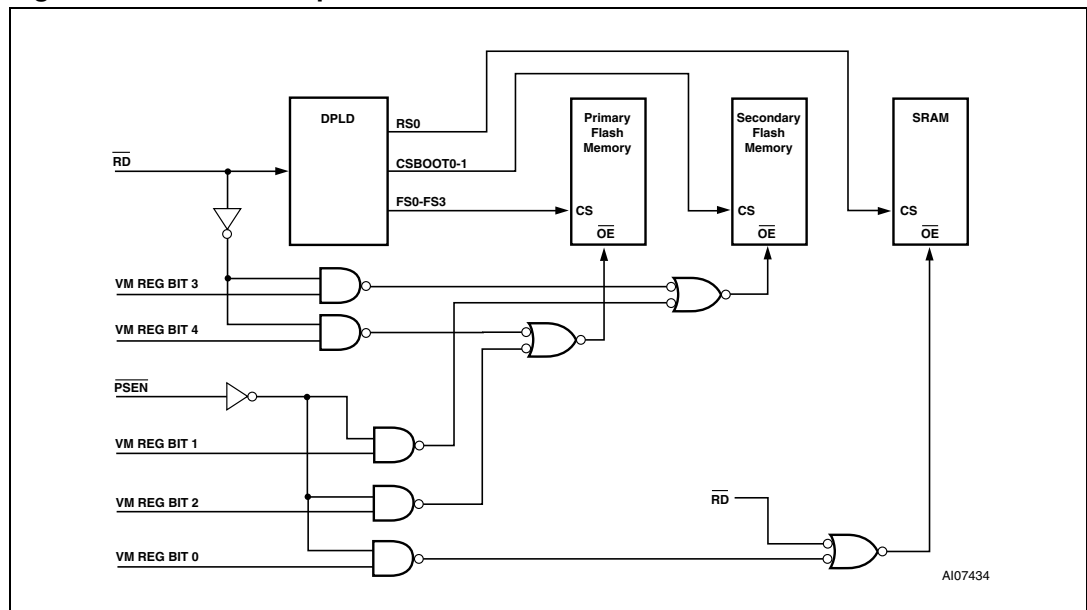 DPLD
RS0
CSBOOT0-1
FS0-FS3
Primary
Flash
Memory
CS
OE
Secondary
Flash
Memory
CS
OE
SRAM
CS
OE
RD
VM REG BIT 3
VM REG BIT 4
PSEN
VM REG BIT 1
VM REG BIT 2
VM REG BIT 0
RD
AI07434